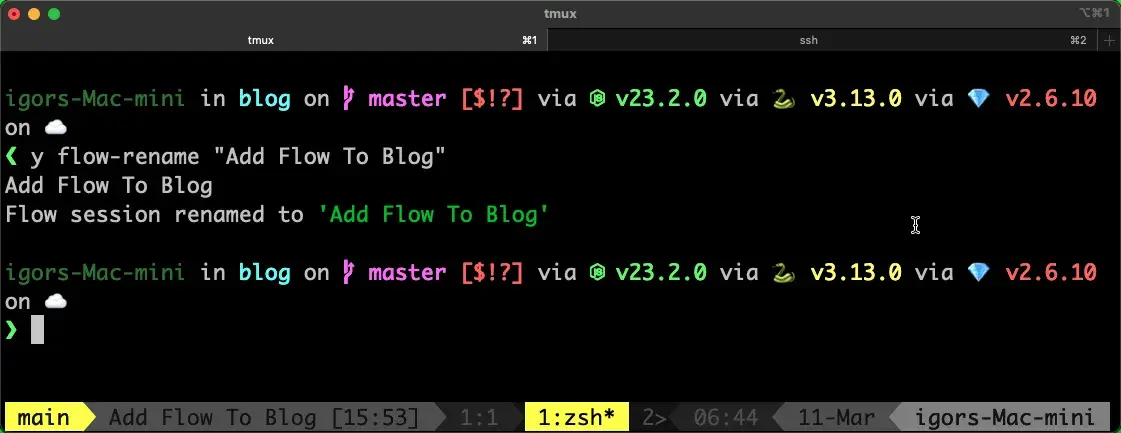 tmux
⌥⌘1
tmux ⌘1 ssh ⌘2 +
igors-Mac-mini in blog on master [$!?] via v23.2.0 via 🐍 v3.13.0 via 💎 v2.6.10
on ☁️
❮ y flow-rename "Add Flow To Blog"
Add Flow To Blog
Flow session renamed to 'Add Flow To Blog'
igors-Mac-mini in blog on master [$!?] via v23.2.0 via 🐍 v3.13.0 via 💎 v2.6.10
on ☁️
❯
main Add Flow To Blog [15:53] 1:1 1:zsh* 2> 06:44 11-Mar igors-Mac-mini